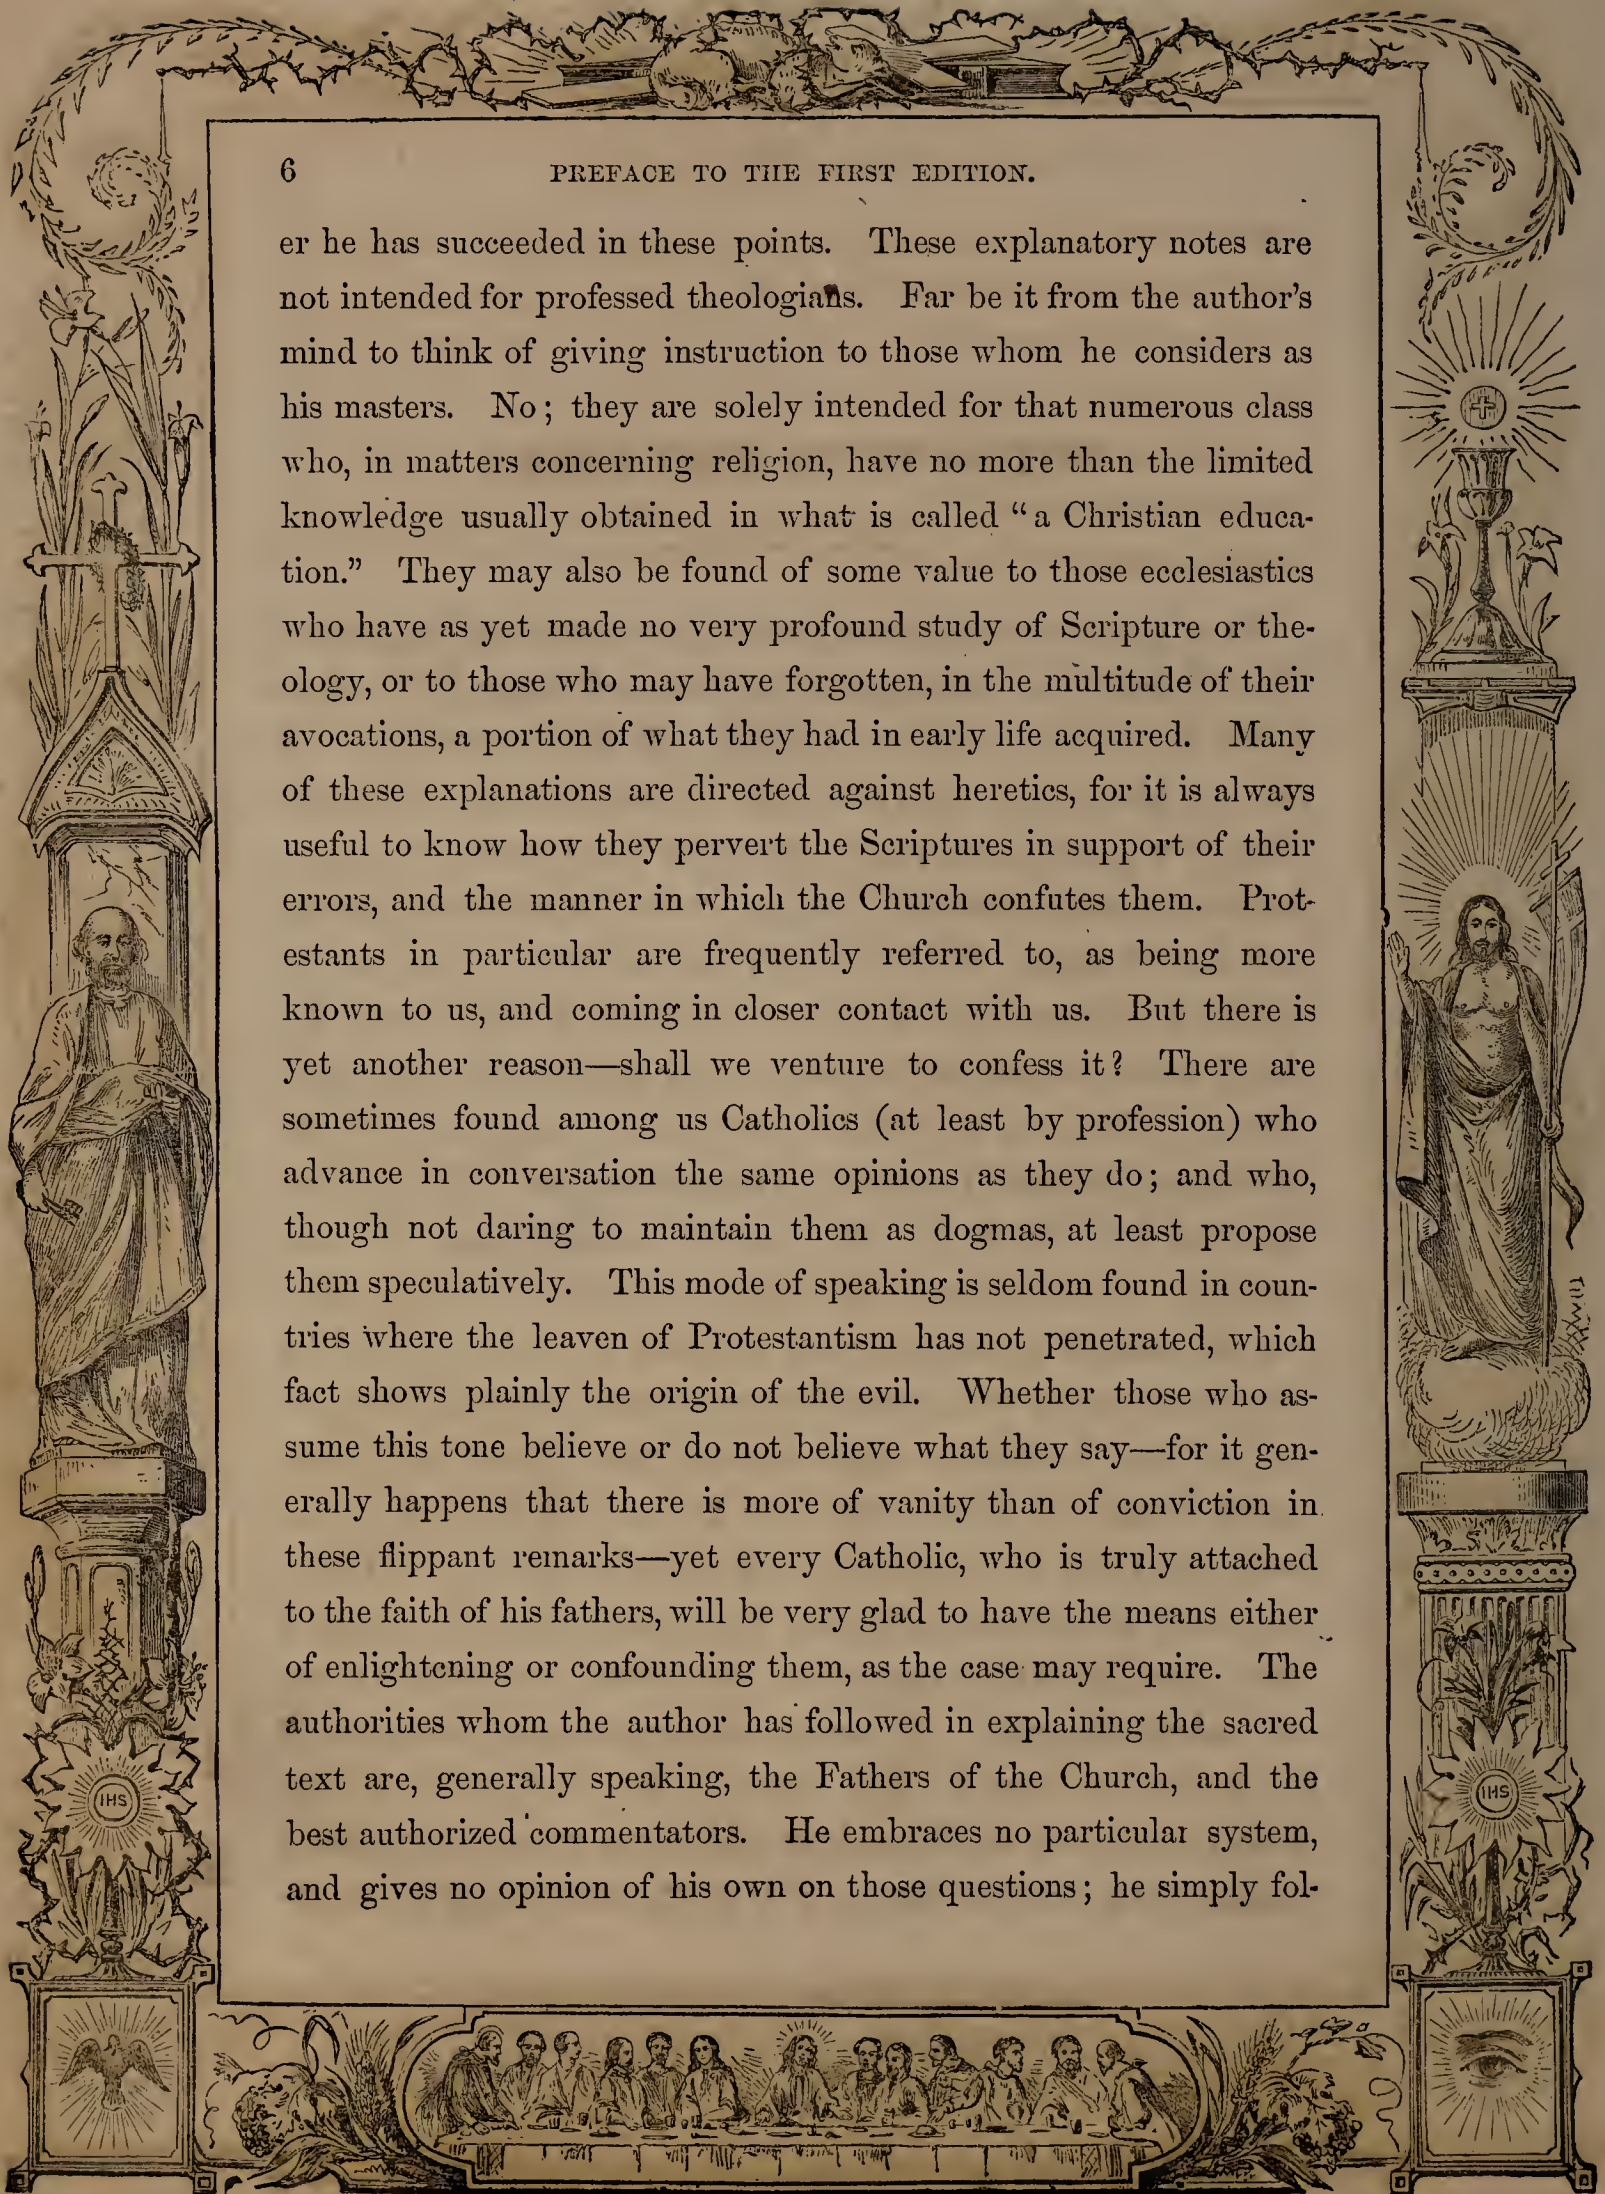 6 PREFACE TO THE FIRST EDITION.
er he has succeeded in these points. These explanatory notes are
not intended for professed theologians. Far be it from the author’s
mind to think of giving instruction to those whom he considers as
his masters. No; they are solely intended for that numerous class
who, in matters concerning religion, have no more than the limited
knowledge usually obtained in what is called “a Christian educa-
tion.” They may also be found of some value to those ecclesiastics
who have as yet made no very profound study of Scripture or the-
ology, or to those who may have forgotten, in the multitude of their
avocations, a portion of what they had in early life acquired. Many
of these explanations are directed against heretics, for it is always
useful to know how they pervert the Scriptures in support of their
errors, and the manner in which the Church confutes them. Prot-
estants in particular are frequently referred to, as being more
known to us, and coming in closer contact with us. But there is
yet another reason—shall we venture to confess it? There are
sometimes found among us Catholics (at least by profession) who
advance in conversation the same opinions as they do; and who,
though not daring to maintain them as dogmas, at least propose
them speculatively. This mode of speaking is seldom found in coun-
tries where the leaven of Protestantism has not penetrated, which
fact shows plainly the origin of the evil. Whether those who as-
sume this tone believe or do not believe what they say—for it gen-
erally happens that there is more of vanity than of conviction in
these flippant remarks—yet every Catholic, who is truly attached
to the faith of his fathers, will be very glad to have the means either
of enlightening or confounding them, as the case may require. The
authorities whom the author has followed in explaining the sacred
text are, generally speaking, the Fathers of the Church, and the
best authorized commentators. He embraces no particular system,
and gives no opinion of his own on those questions; he simply fol-
IHS
IHS